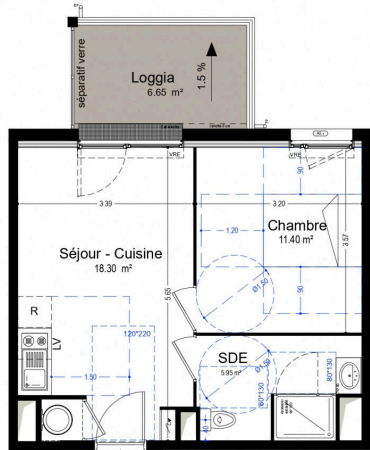 séparatif verre
Loggia
6.65 m²
1.5 %
VRE
VRE
90
3.39
3.20
1.20
Chambre
11.40 m²
3.57
Séjour - Cuisine
18.30 m²
5.65
Ø1.50
90
R
LV
120*220
1.50
SDE
5.95 m²
Ø1.50
80*130
80*130